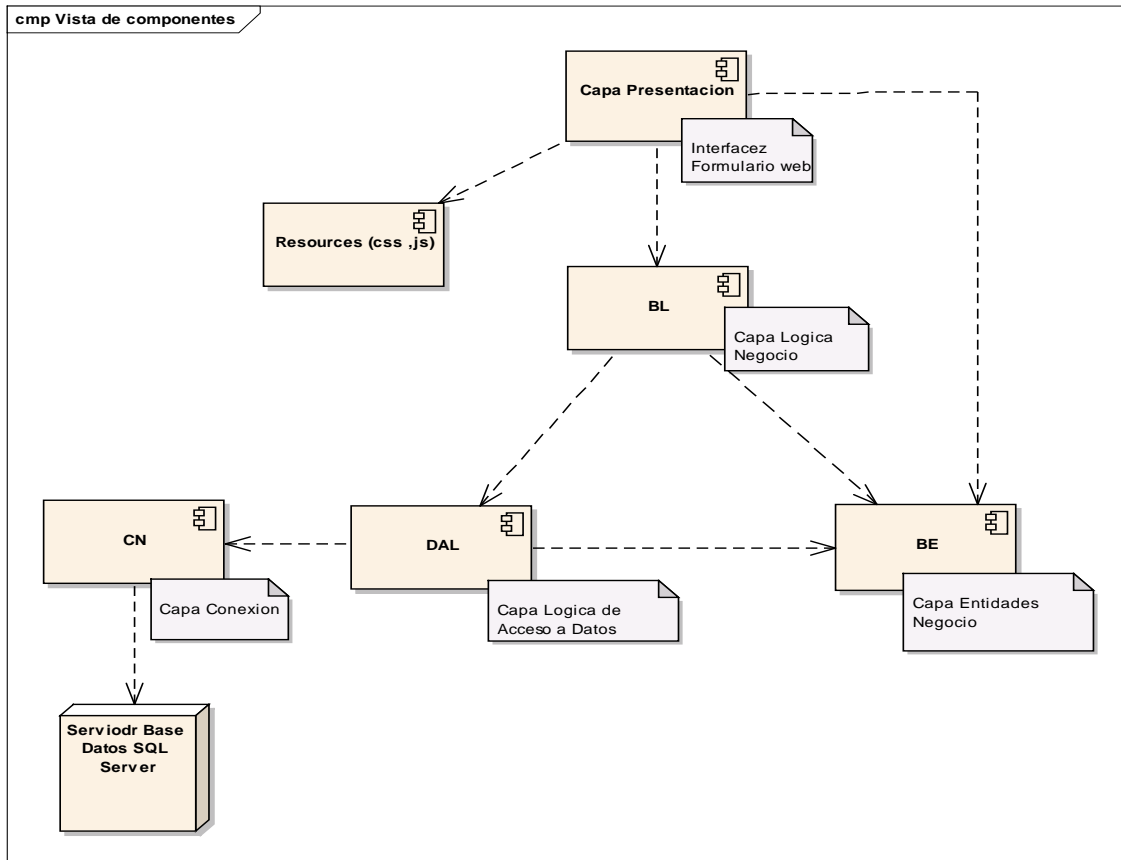 cmp Vista de componentes
Capa Presentacion
Interfacez
Formulario web
Resources (css ,js)
BL
Capa Logica
Negocio
CN
Capa Conexion
DAL
Capa Logica de
Acceso a Datos
BE
Capa Entidades
Negocio
Serviodr Base
Datos SQL
Server